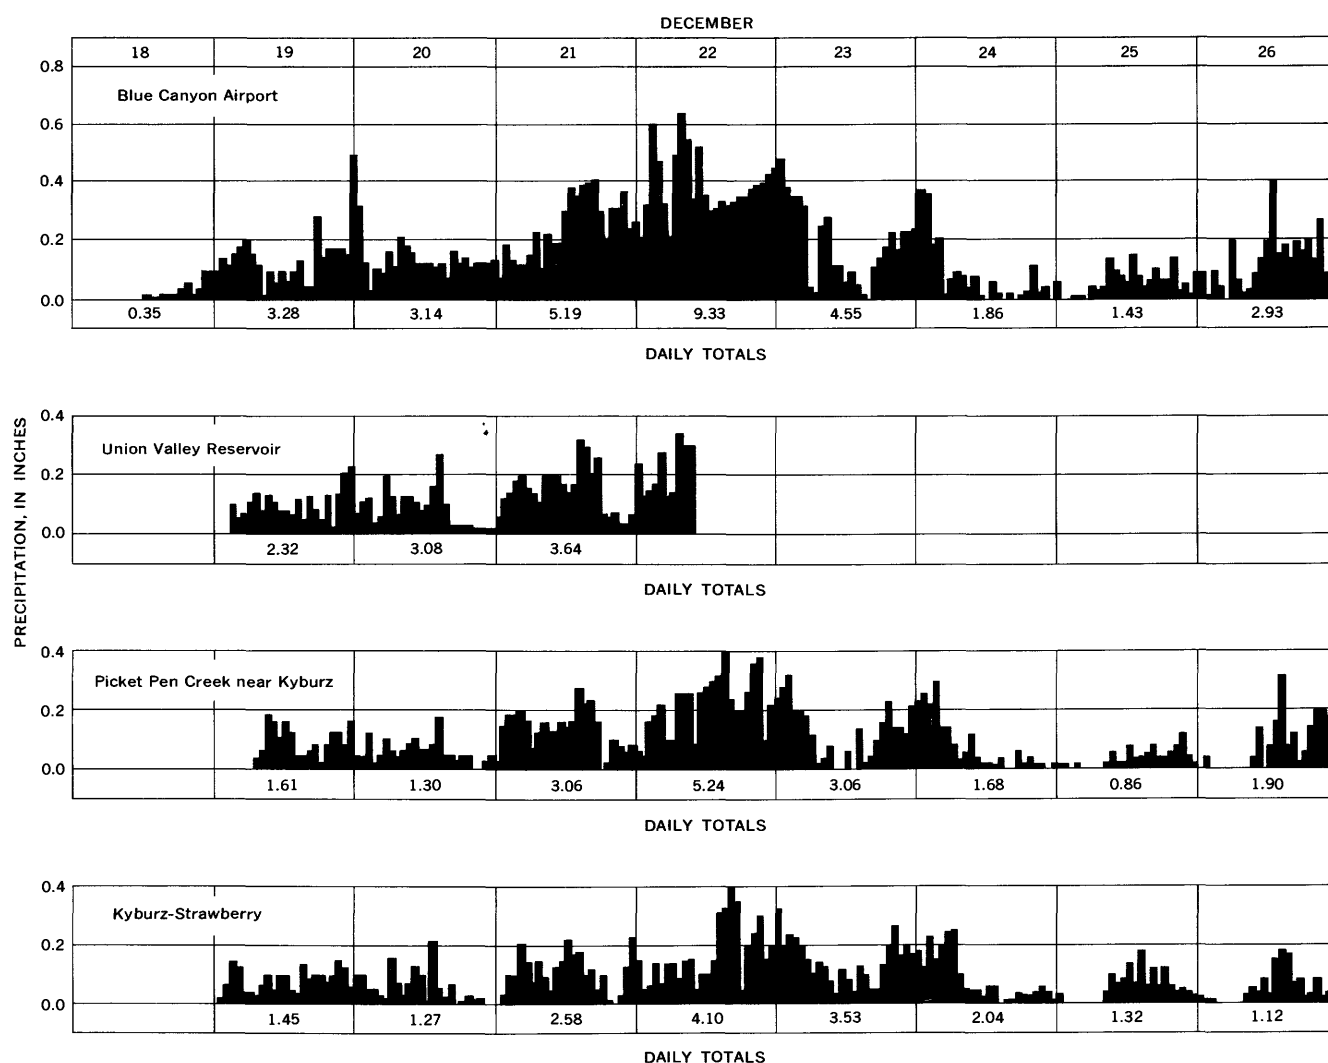 DECEMBER
18 19 20 21 22 23 24 25 26
0.8
Blue Canyon Airport
0.6
0.4
0.2
0.0
0.35 3.28 3.14 5.19 9.33 4.55 1.86 1.43 2.93
DAILY TOTALS
PRECIPITATION, IN INCHES
0.4
Union Valley Reservoir
0.2
0.0
2.32 3.08 3.64
DAILY TOTALS
0.4
Picket Pen Creek near Kyburz
0.2
0.0
1.61 1.30 3.06 5.24 3.06 1.68 0.86 1.90
DAILY TOTALS
0.4
Kyburz-Strawberry
0.2
0.0
1.45 1.27 2.58 4.10 3.53 2.04 1.32 1.12
DAILY TOTALS